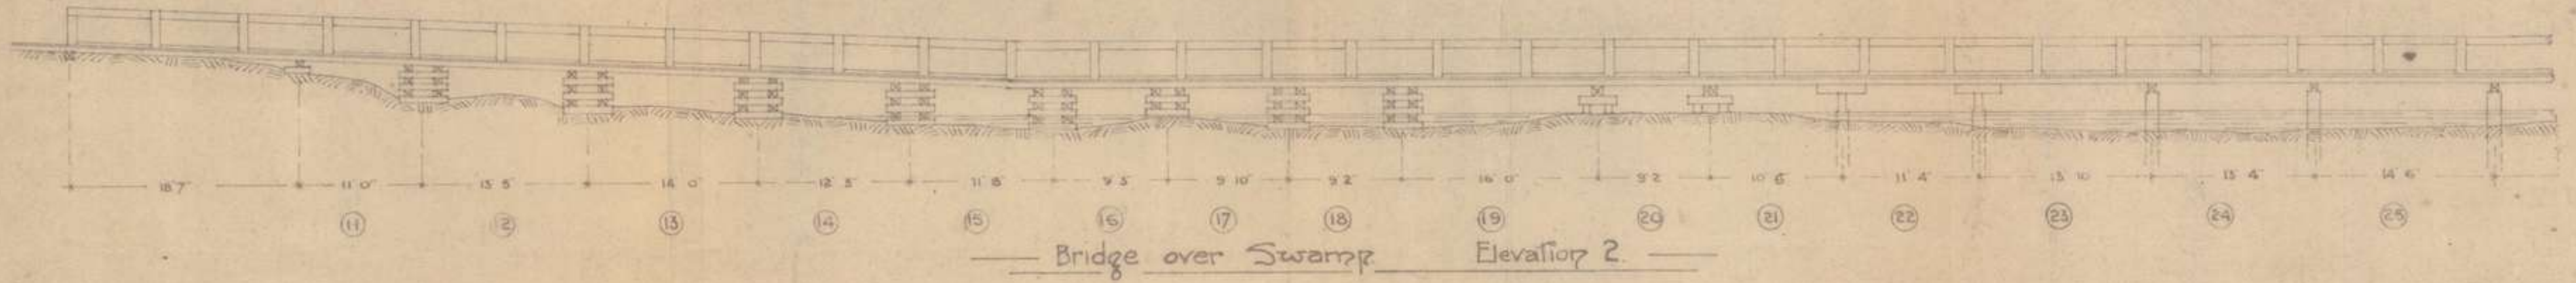 18'7" 11'0" 13'5" 14'0" 12'5" 11'8" 9'5" 9'10" 9'2" 16'0" 9'2 10'6" 11'4" 13'10" 13'4" 14'6"
11 12 13 14 15 16 17 18 19 20 21 22 23 24 25
Bridge over Swamp. Elevation 2.